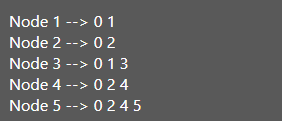 Node 1 --> 0 1
Node 2 --> 0 2
Node 3 --> 0 1 3
Node 4 --> 0 2 4
Node 5 --> 0 2 4 5